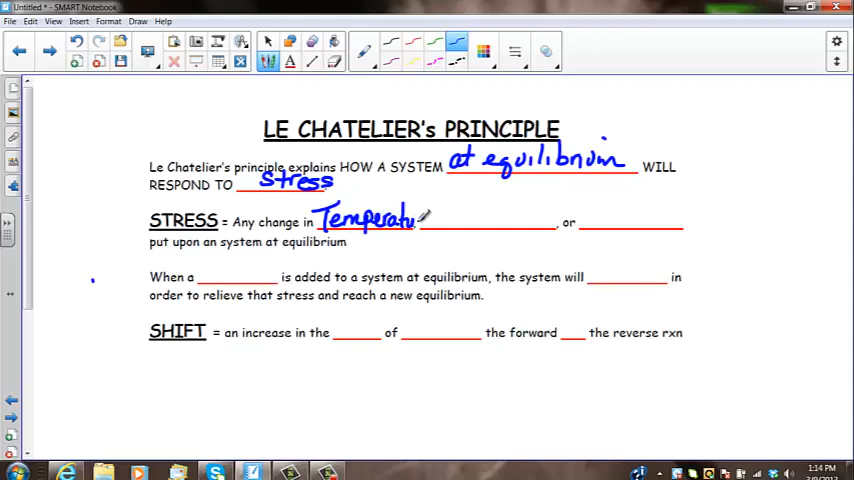 Untitled * - SMART Notebook
File Edit View Insert Format Draw Help
LE CHATELIER's PRINCIPLE
Le Chatelier's principle explains HOW A SYSTEM at equilibrium WILL
RESPOND TO stress.
STRESS = Any change in Temperatu, , or
put upon an system at equilibrium
When a is added to a system at equilibrium, the system will in
order to relieve that stress and reach a new equilibrium.
SHIFT = an increase in the of the forward the reverse rxn
1:14 PM